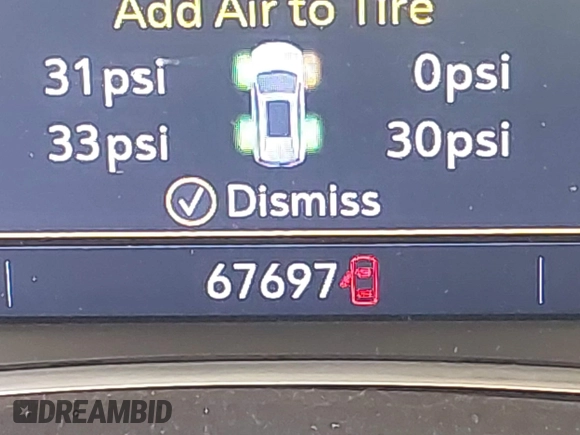 Add Air to Tire
31psi 0psi
33psi 30psi
Dismiss
67697
DREAMBID